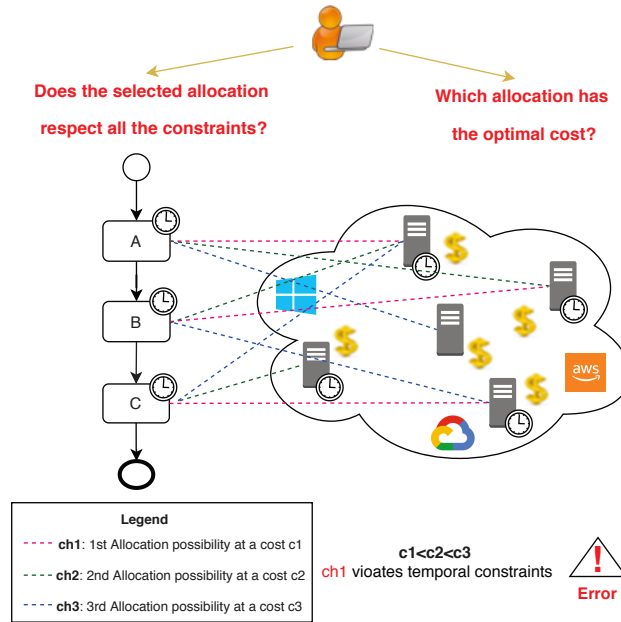 Does the selected allocation
respect all the constraints?
Which allocation has
the optimal cost?
A
B
C
aws
Legend
ch1: 1st Allocation possibility at a cost c1
ch2: 2nd Allocation possibility at a cost c2
ch3: 3rd Allocation possibility at a cost c3
c1<c2<c3
ch1 vioates temporal constraints
!
Error